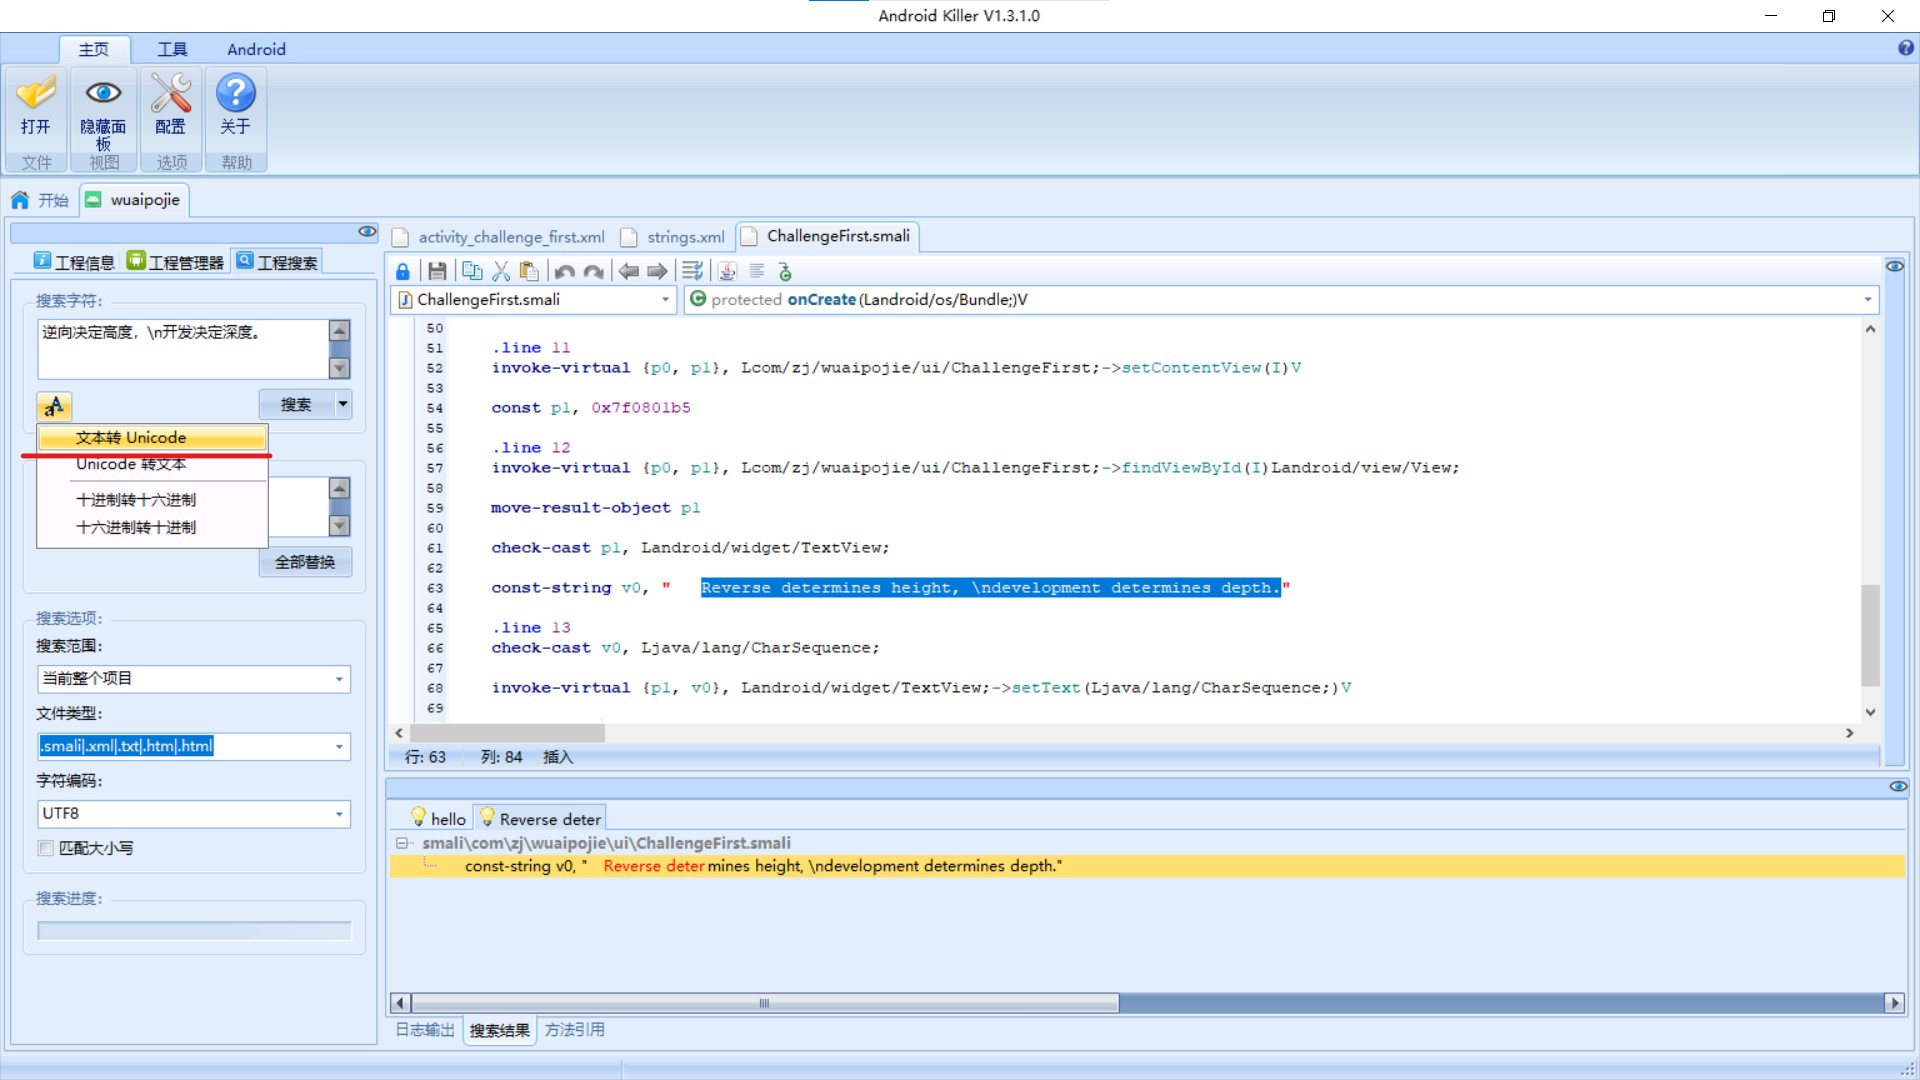 Android Killer V1.3.1.0
主页 工具 Android
打开 隐藏面板 配置 关于
文件 视图 选项 帮助
开始 wuaipojie
工程信息 工程管理器 工程搜索
搜索字符:
逆向决定高度，\n开发决定深度。
搜索
文本转 Unicode
Unicode 转文本
十进制转十六进制
十六进制转十进制
全部替换
搜索选项:
搜索范围:
当前整个项目
文件类型:
.smali|.xml|.txt|.htm|.html
字符编码:
UTF8
匹配大小写
搜索进度:
activity_challenge_first.xml strings.xml ChallengeFirst.smali
ChallengeFirst.smali protected onCreate(Landroid/os/Bundle;)V
50
51 .line 11
52 invoke-virtual {p0, p1}, Lcom/zj/wuaipojie/ui/ChallengeFirst;->setContentView(I)V
53
54 const p1, 0x7f0801b5
55
56 .line 12
57 invoke-virtual {p0, p1}, Lcom/zj/wuaipojie/ui/ChallengeFirst;->findViewById(I)Landroid/view/View;
58
59 move-result-object p1
60
61 check-cast p1, Landroid/widget/TextView;
62
63 const-string v0, "   Reverse determines height, \ndevelopment determines depth."
64
65 .line 13
66 check-cast v0, Ljava/lang/CharSequence;
67
68 invoke-virtual {p1, v0}, Landroid/widget/TextView;->setText(Ljava/lang/CharSequence;)V
69
行: 63 列: 84 插入
hello Reverse deter
smali\com\zj\wuaipojie\ui\ChallengeFirst.smali
const-string v0, "   Reverse determines height, \ndevelopment determines depth."
日志输出 搜索结果 方法引用